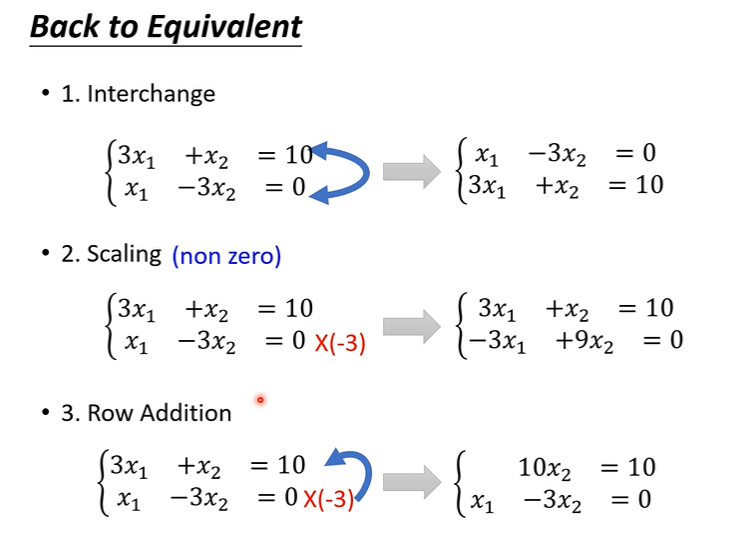 Back to Equivalent
• 1. Interchange
3x₁ +x₂ = 10
x₁ −3x₂ = 0
x₁ −3x₂ = 0
3x₁ +x₂ = 10
• 2. Scaling (non zero)
3x₁ +x₂ = 10
x₁ −3x₂ = 0 X(-3)
3x₁ +x₂ = 10
−3x₁ +9x₂ = 0
• 3. Row Addition
3x₁ +x₂ = 10
x₁ −3x₂ = 0 X(-3)
10x₂ = 10
x₁ −3x₂ = 0